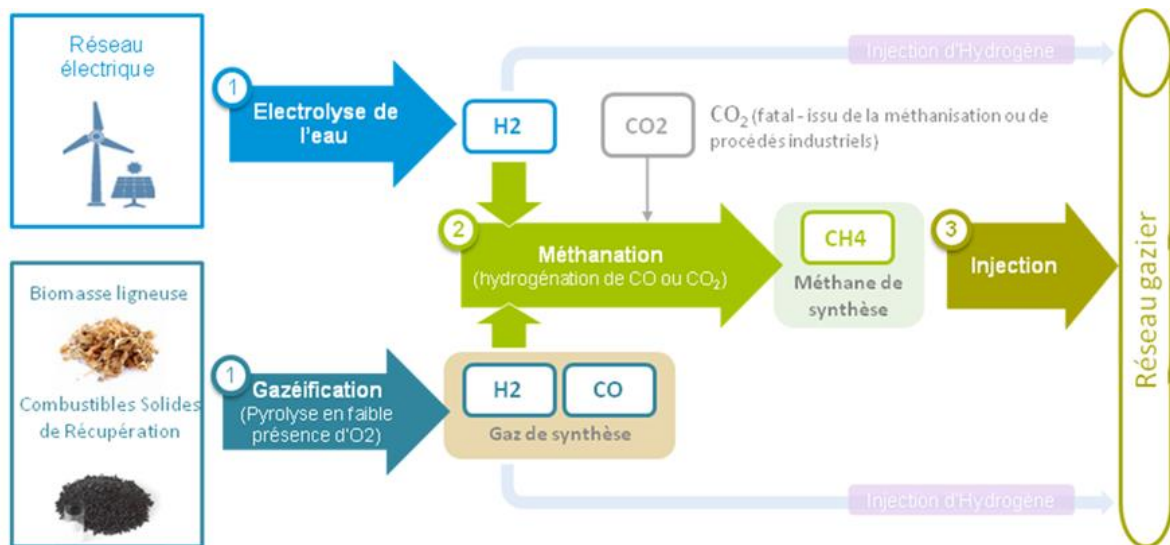 Réseau
électrique
1
Electrolyse de
l'eau
H2
Injection d'Hydrogène
CO2
CO₂ (fatal - issu de la méthanisation ou de
procédés industriels)
2
Méthanation
(hydrogénation de CO ou CO₂)
CH4
Méthane de
synthèse
3
Injection
Réseau gazier
Biomasse ligneuse
Combustibles Solides
de Récupération
1
Gazéification
(Pyrolyse en faible
présence d'O2)
H2
CO
Gaz de synthèse
Injection d'Hydrogène